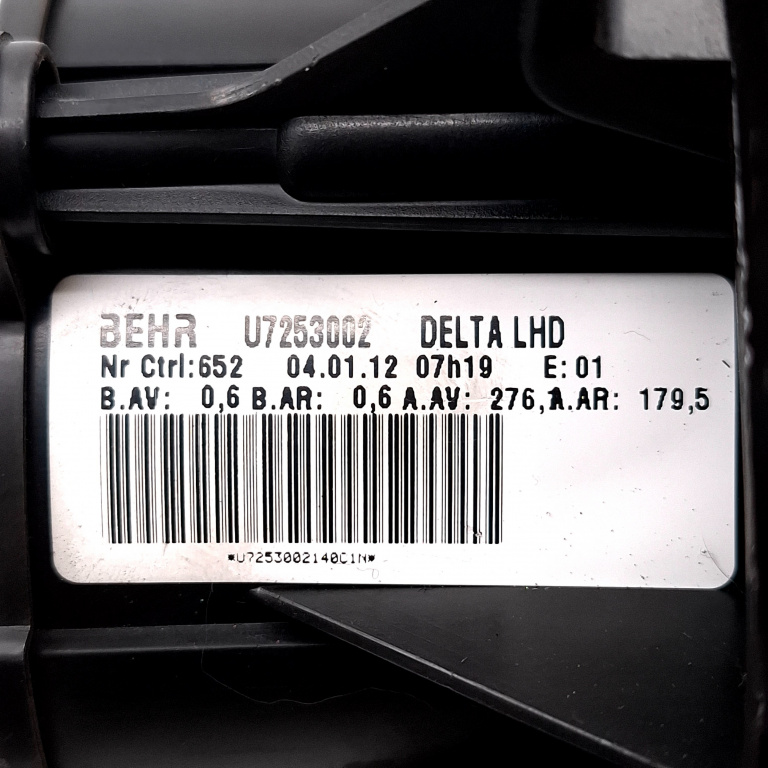 BEHR U7253002 DELTA LHD
Nr Ctrl:652 04.01.12 07h19 E: 01
B.AV: 0,6 B.AR: 0,6 A.AV: 276, A.AR: 179,5
*U7253002140C1N*